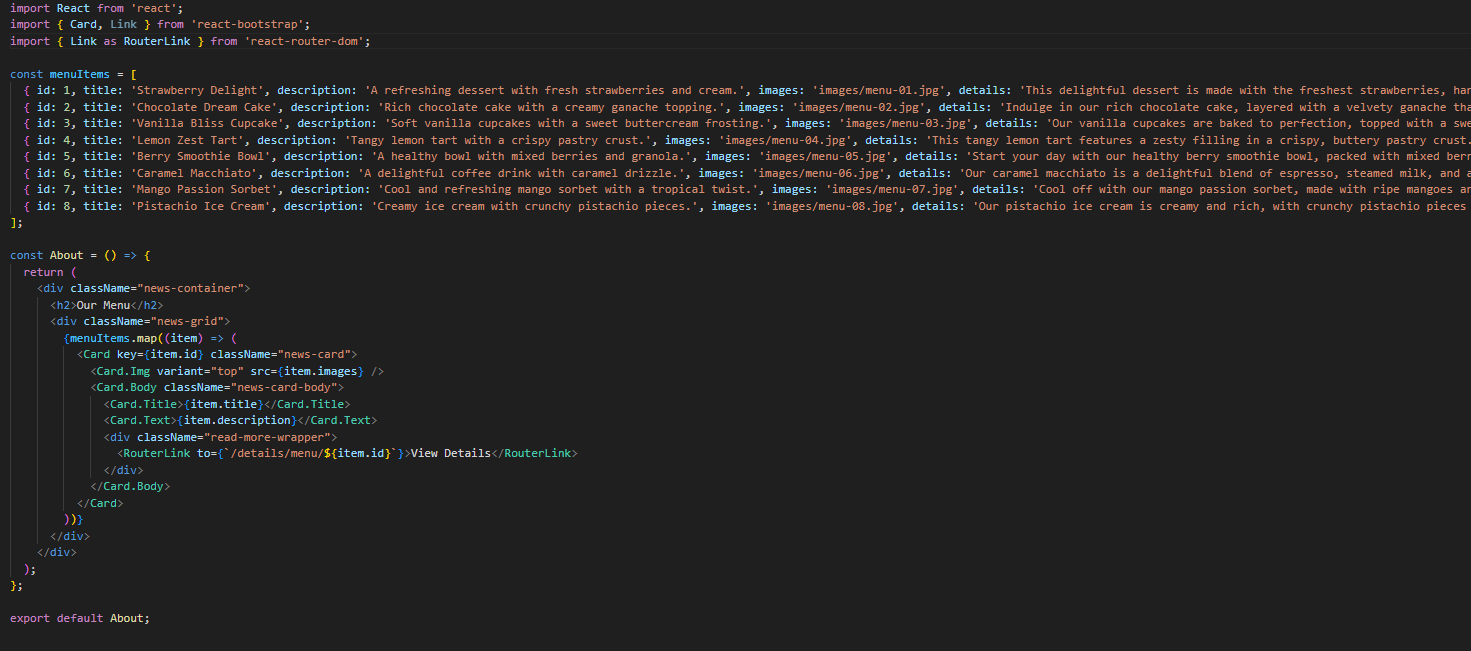 import React from 'react';
import { Card, Link } from 'react-bootstrap';
import { Link as RouterLink } from 'react-router-dom';
const menuItems = [
{ id: 1, title: 'Strawberry Delight', description: 'A refreshing dessert with fresh strawberries and cream.', images: 'images/menu-01.jpg', details: 'This delightful dessert is made with the freshest strawberries, han
{ id: 2, title: 'Chocolate Dream Cake', description: 'Rich chocolate cake with a creamy ganache topping.', images: 'images/menu-02.jpg', details: 'Indulge in our rich chocolate cake, layered with a velvety ganache tha
{ id: 3, title: 'Vanilla Bliss Cupcake', description: 'Soft vanilla cupcakes with a sweet buttercream frosting.', images: 'images/menu-03.jpg', details: 'Our vanilla cupcakes are baked to perfection, topped with a swe
{ id: 4, title: 'Lemon Zest Tart', description: 'Tangy lemon tart with a crispy pastry crust.', images: 'images/menu-04.jpg', details: 'This tangy lemon tart features a zesty filling in a crispy, buttery pastry crust.
{ id: 5, title: 'Berry Smoothie Bowl', description: 'A healthy bowl with mixed berries and granola.', images: 'images/menu-05.jpg', details: 'Start your day with our healthy berry smoothie bowl, packed with mixed berr
{ id: 6, title: 'Caramel Macchiato', description: 'A delightful coffee drink with caramel drizzle.', images: 'images/menu-06.jpg', details: 'Our caramel macchiato is a delightful blend of espresso, steamed milk, and a
{ id: 7, title: 'Mango Passion Sorbet', description: 'Cool and refreshing mango sorbet with a tropical twist.', images: 'images/menu-07.jpg', details: 'Cool off with our mango passion sorbet, made with ripe mangoes an
{ id: 8, title: 'Pistachio Ice Cream', description: 'Creamy ice cream with crunchy pistachio pieces.', images: 'images/menu-08.jpg', details: 'Our pistachio ice cream is creamy and rich, with crunchy pistachio pieces
];
const About = () => {
return (
<div className="news-container">
<h2>Our Menu</h2>
<div className="news-grid">
{menuItems.map((item) => (
<Card key={item.id} className="news-card">
<Card.Img variant="top" src={item.images} />
<Card.Body className="news-card-body">
<Card.Title>{item.title}</Card.Title>
<Card.Text>{item.description}</Card.Text>
<div className="read-more-wrapper">
<RouterLink to={`/details/menu/${item.id}`}>View Details</RouterLink>
</div>
</Card.Body>
</Card>
))}
</div>
</div>
);
};
export default About;